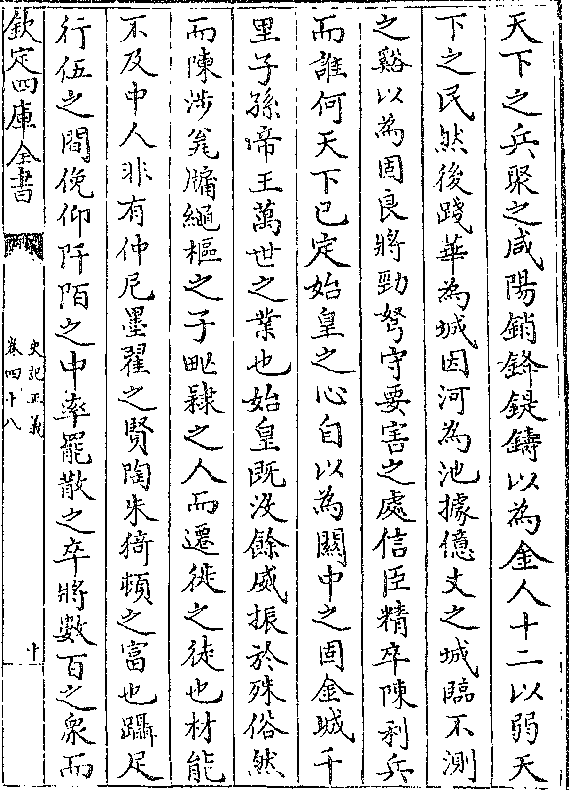 天下之兵聚之咸陽銷鋒鍉鑄以為金人十二以弱天
下之民然後踐華為城因河為池據億丈之城臨不測
之谿以為固良將勁弩守要害之處信臣精卒陳利兵
而誰何天下已定始皇之心自以為關中之固金城千
里子孫帝王萬世之業也始皇既沒餘威振於殊俗然
而陳涉瓮牖繩樞之子甿隸之人而遷徙之徒也材能
不及中人非有仲尼墨翟之賢陶朱猗頓之富也躡足
行伍之間俛仰阡陌之中率罷散之卒將數百之衆而
欽定四庫全書
史記正義
卷四十八
十